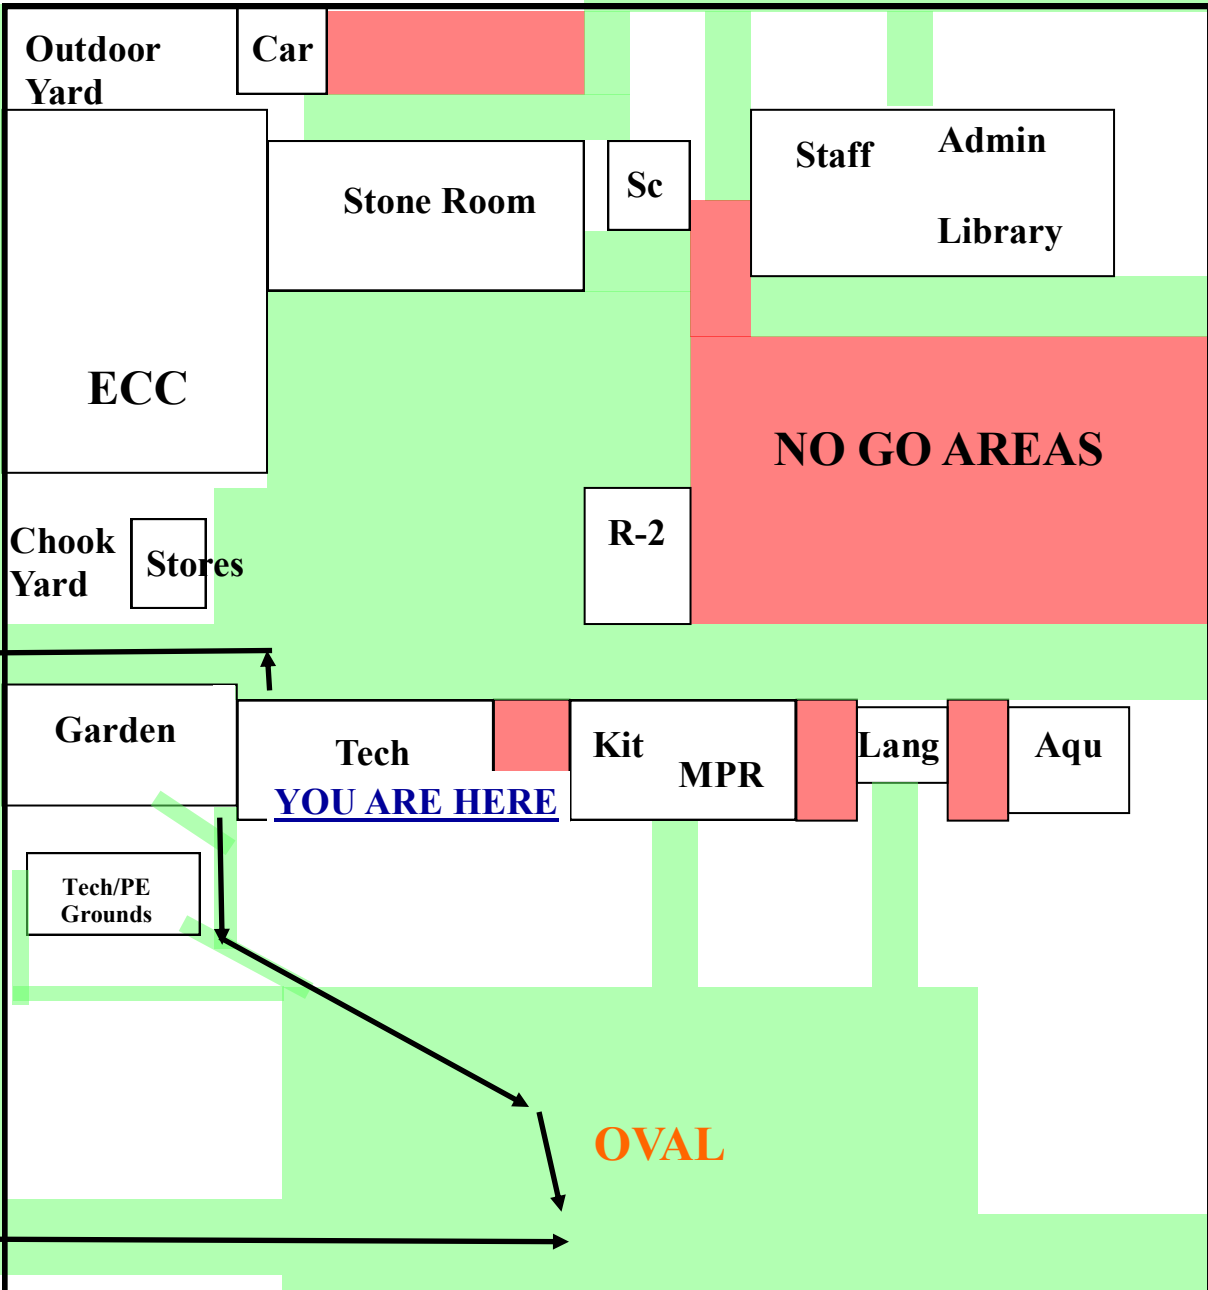 Outdoor
Yard
Car
Staff
Admin
Library
Stone Room
Sc
ECC
NO GO AREAS
R-2
Chook
Yard
Stores
Garden
Tech
YOU ARE HERE
Kit
MPR
Lang
Aqu
Tech/PE
Grounds
OVAL